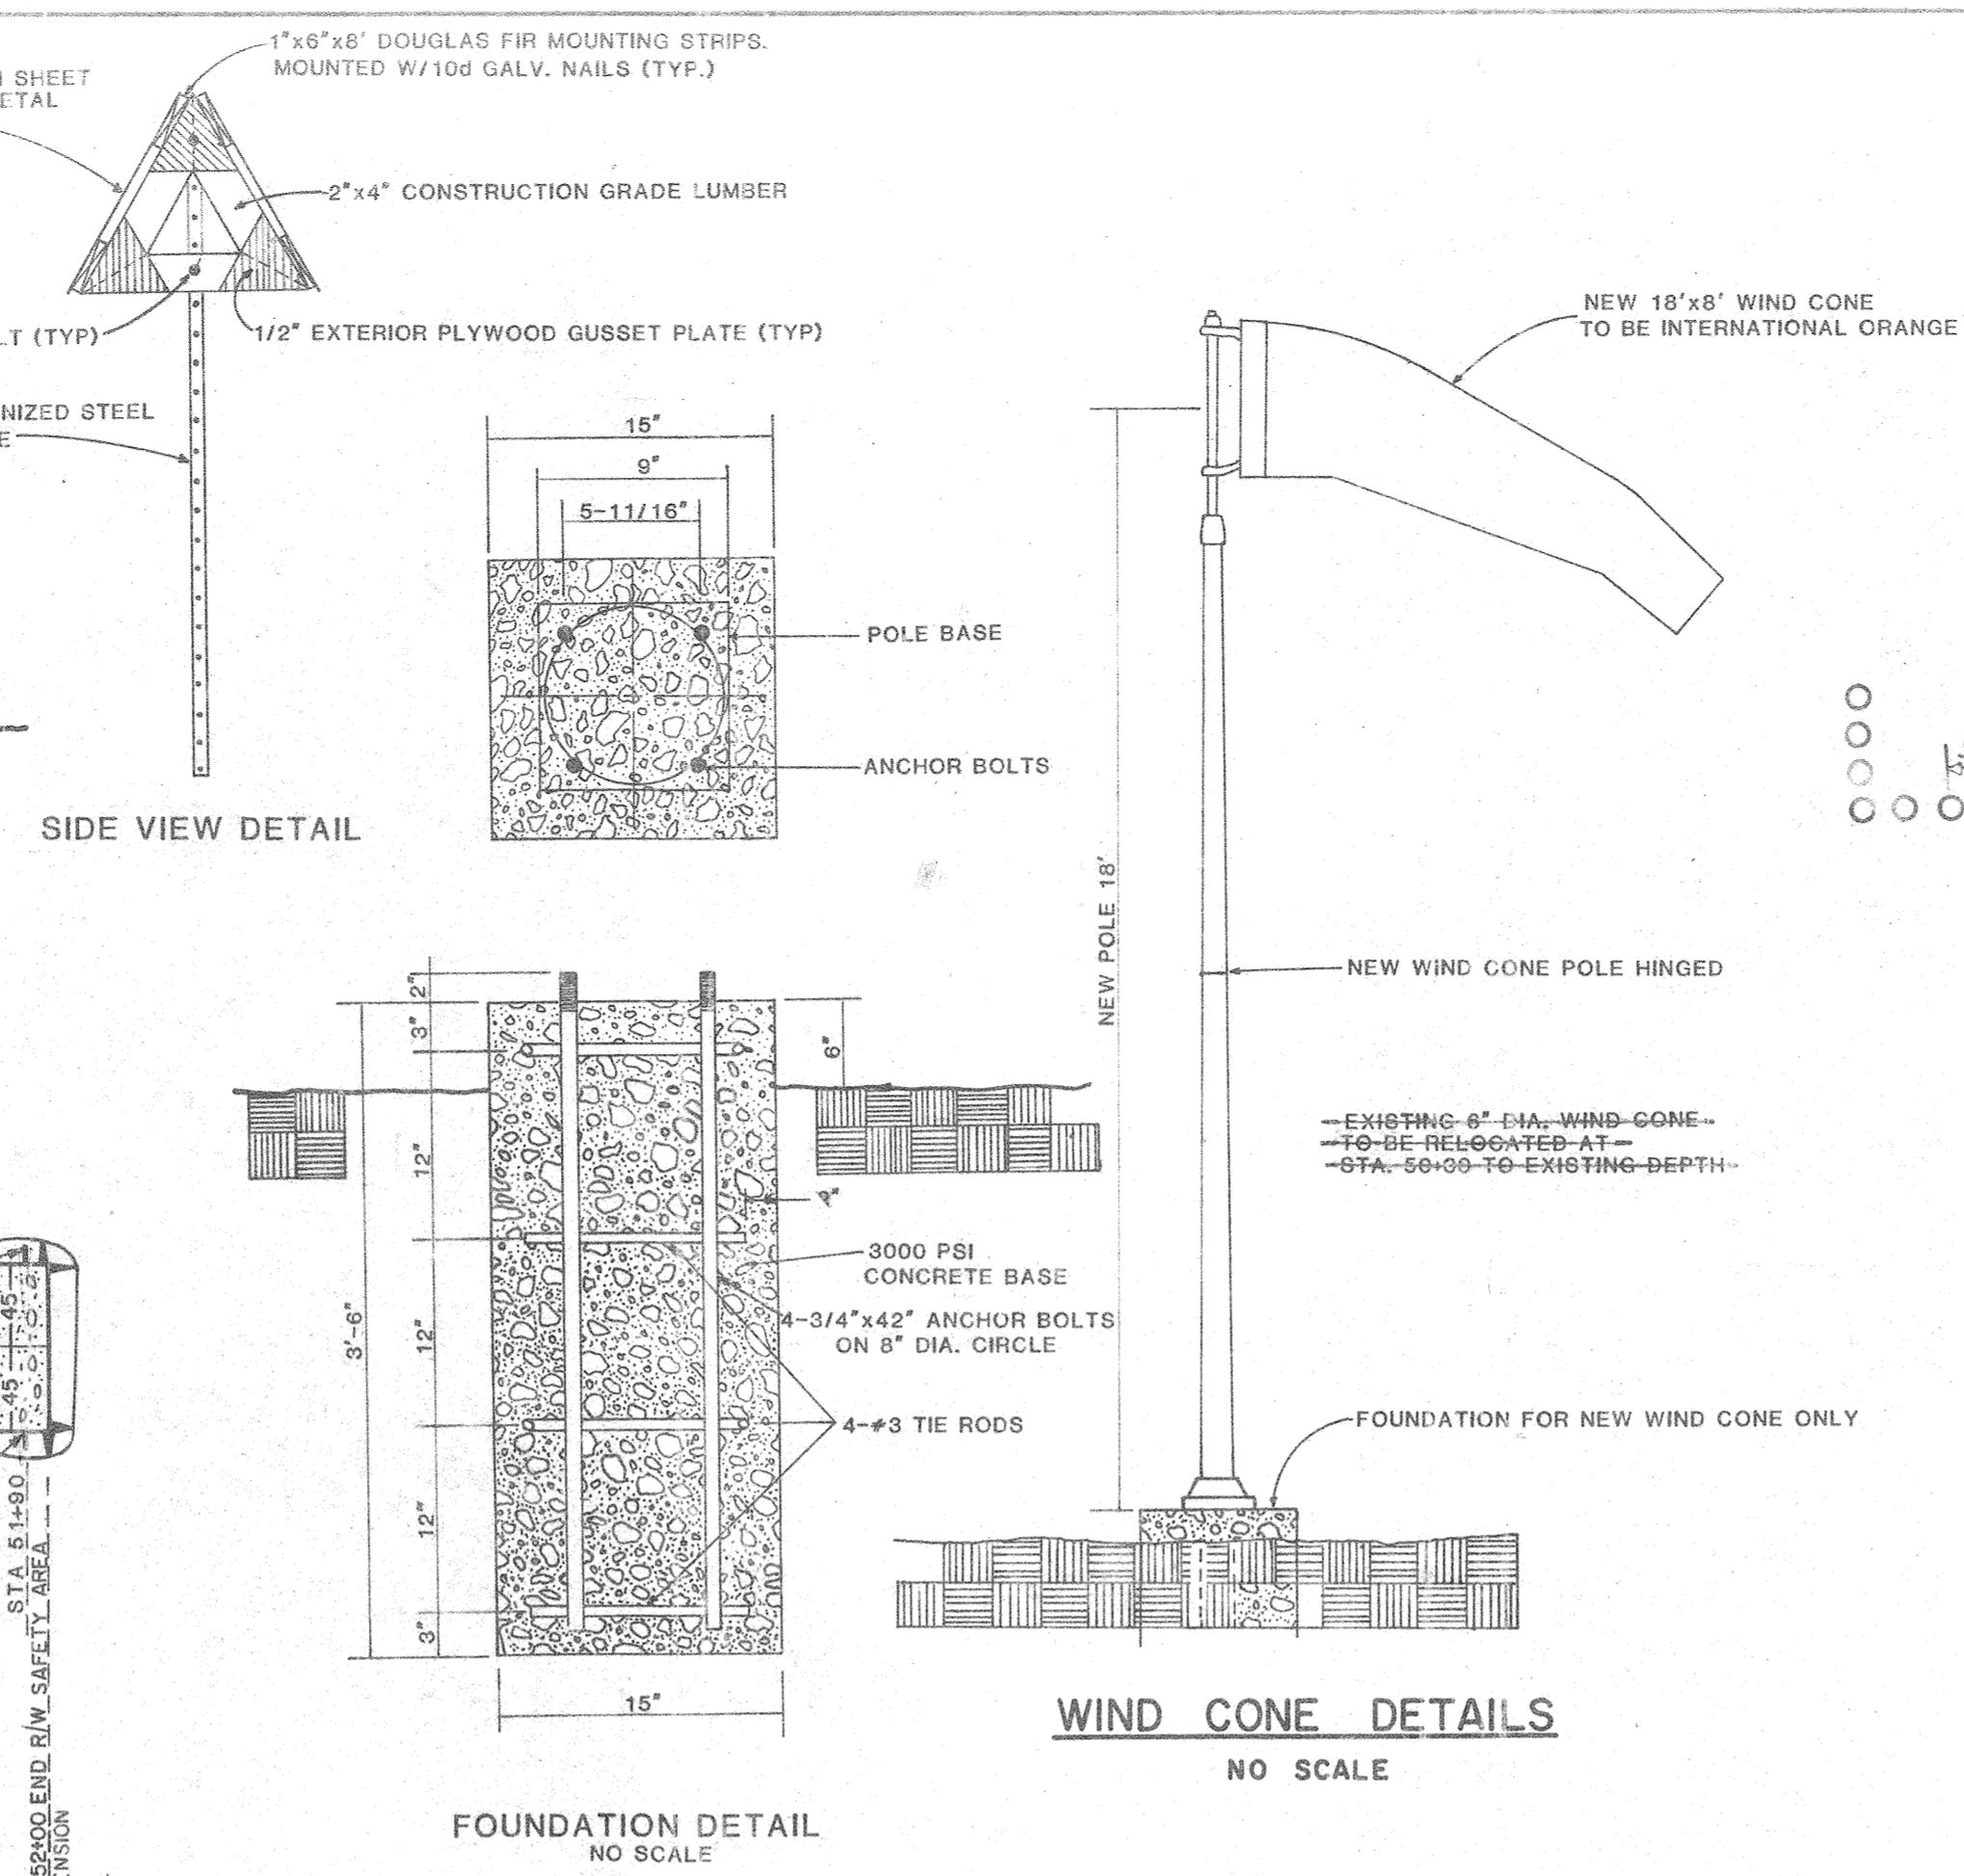 1"x6"x8' DOUGLAS FIR MOUNTING STRIPS.
MOUNTED W/10d GALV. NAILS (TYP.)
SHEET
ETAL
2"x4" CONSTRUCTION GRADE LUMBER
(TYP)
1/2" EXTERIOR PLYWOOD GUSSET PLATE (TYP)
NIZED STEEL
E
SIDE VIEW DETAIL
15"
9"
5-11/16"
POLE BASE
ANCHOR BOLTS
NEW 18'x8' WIND CONE
TO BE INTERNATIONAL ORANGE
NEW POLE 18'
NEW WIND CONE POLE HINGED
EXISTING 6" DIA. WIND CONE
TO BE RELOCATED AT
STA. TO EXISTING DEPTH
FOUNDATION FOR NEW WIND CONE ONLY
WIND CONE DETAILS
NO SCALE
2"
3"
6"
12"
3'-6"
12"
12"
3"
3000 PSI
CONCRETE BASE
4-3/4"x42" ANCHOR BOLTS
ON 8" DIA. CIRCLE
4-#3 TIE RODS
15"
FOUNDATION DETAIL
NO SCALE
45
45
STA 51+90
52+00 END R/W SAFETY AREA
ENSION